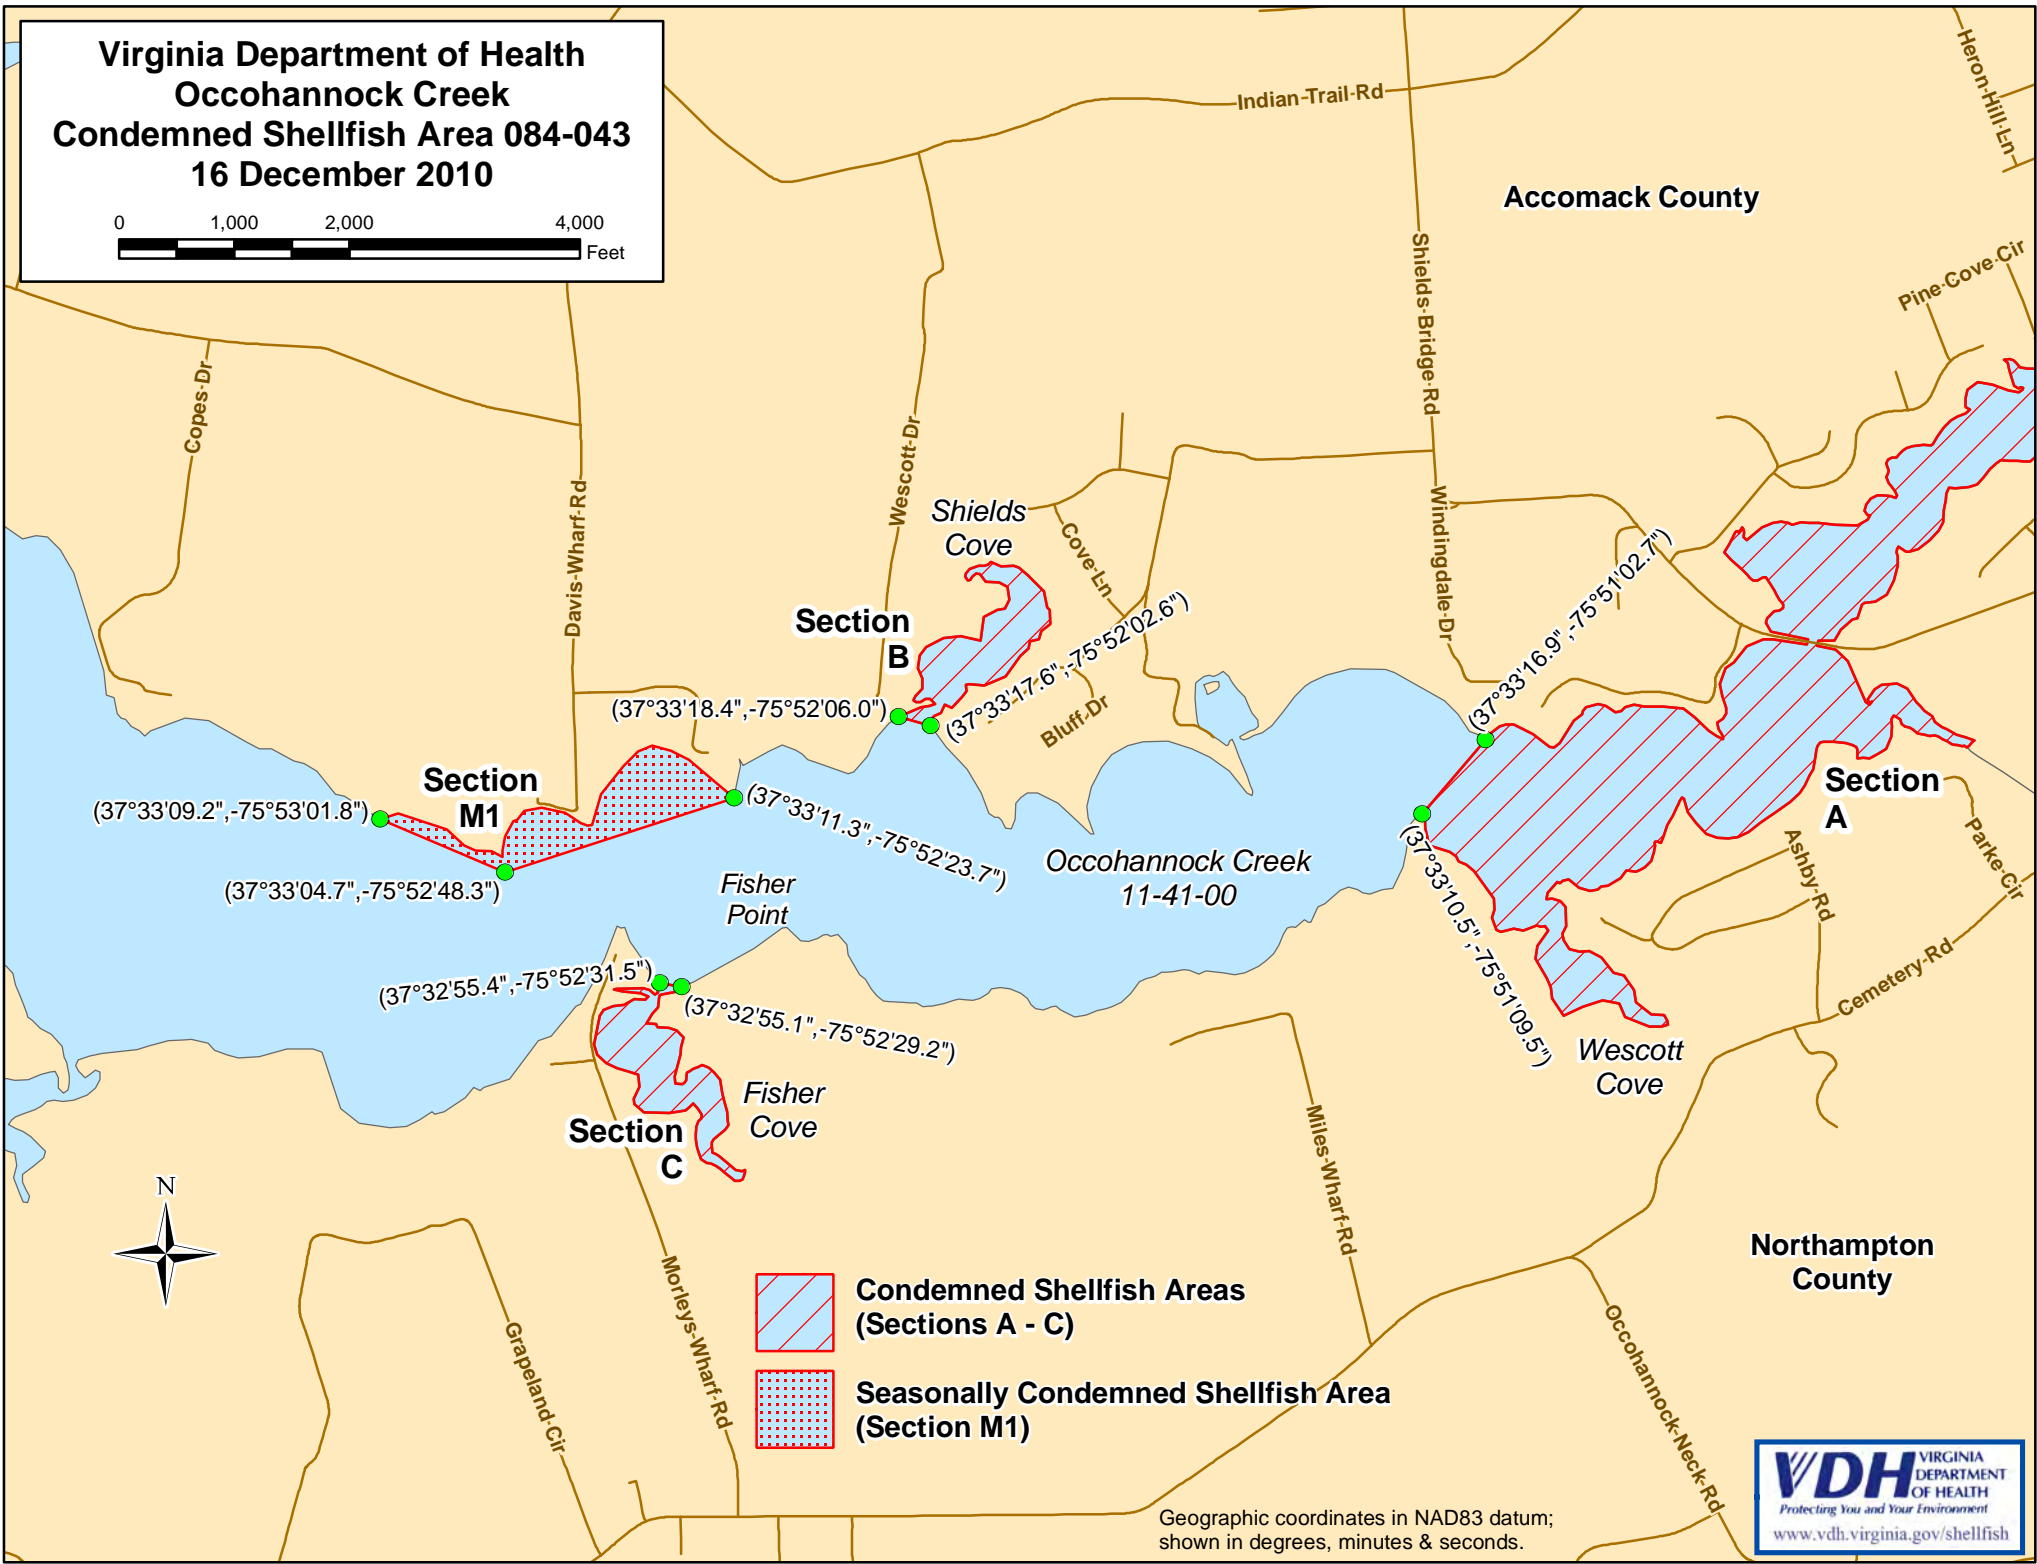 Virginia Department of Health
Occohannock Creek
Condemned Shellfish Area 084-043
16 December 2010
0 1,000 2,000 4,000
Feet
Indian Trail Rd
Heron Hill Ln
Accomack County
Shields Bridge Rd
Pine Cove Cir
Copes Dr
Davis Wharf Rd
Wescott Dr
Shields
Cove
Cove Ln
Windingdale Dr
(37°33'16.9",-75°51'02.7")
Section
B
(37°33'17.6",-75°52'02.6")
(37°33'18.4",-75°52'06.0")
Bluff Dr
Section
M1
(37°33'09.2",-75°53'01.8")
(37°33'11.3",-75°52'23.7")
(37°33'04.7",-75°52'48.3")
Fisher
Point
Occohannock Creek
11-41-00
(37°33'10.5",-75°51'09.5")
Section
A
Ashby Rd
Parke Cir
Cemetery Rd
(37°32'55.4",-75°52'31.5")
(37°32'55.1",-75°52'29.2")
Wescott
Cove
Fisher
Cove
Section
C
Miles Wharf Rd
N
Morleys Wharf Rd
Grapeland Cir
Northampton
County
Occohannock Neck Rd
Condemned Shellfish Areas
(Sections A - C)
Seasonally Condemned Shellfish Area
(Section M1)
Geographic coordinates in NAD83 datum;
shown in degrees, minutes & seconds.
VDH VIRGINIA
DEPARTMENT
OF HEALTH
Protecting You and Your Environment
www.vdh.virginia.gov/shellfish